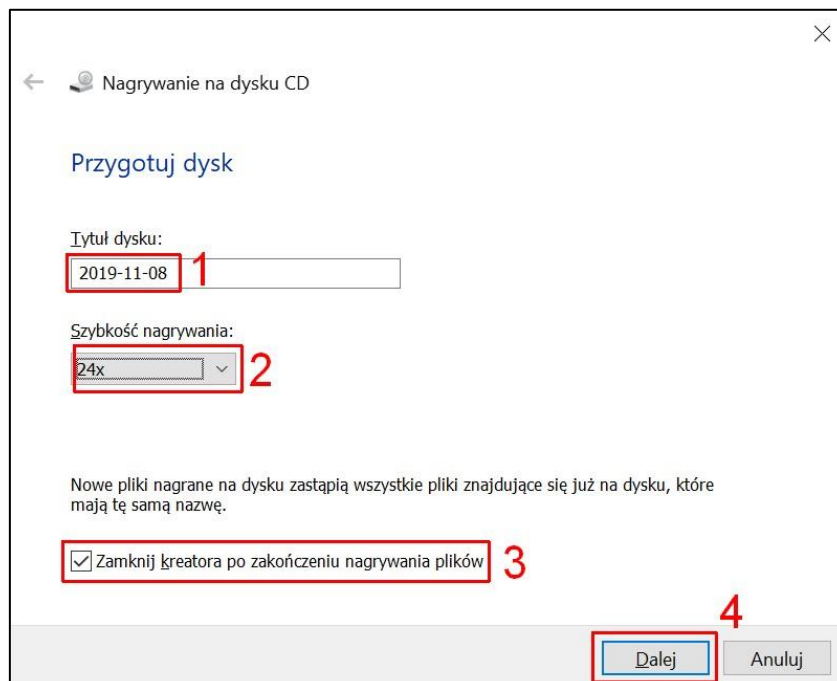 Nagrywanie na dysku CD
Przygotuj dysk
Tytuł dysku:
2019-11-08 1
Szybkość nagrywania:
24x 2
Nowe pliki nagrane na dysku zastąpią wszystkie pliki znajdujące się już na dysku, które
mają tę samą nazwę.
Zamknij kreatora po zakończeniu nagrywania plików 3
4
Dalej Anuluj